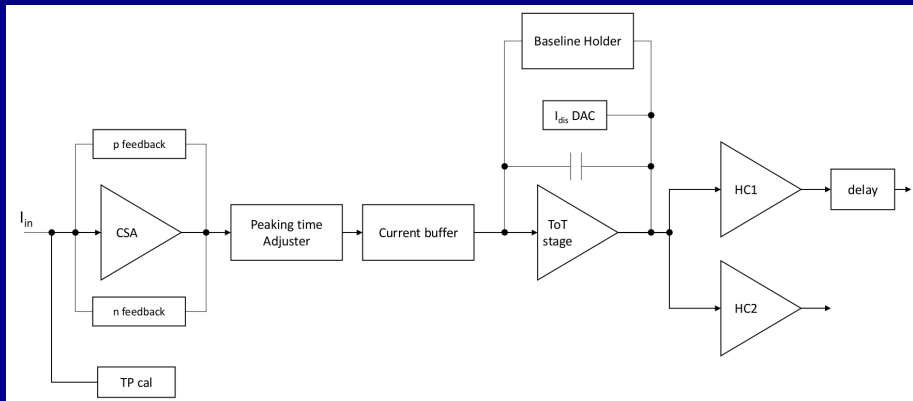 Baseline Holder
I_dis DAC
p feedback
I_in
CSA
Peaking time
Adjuster
Current buffer
ToT
stage
HC1
delay
n feedback
HC2
TP cal